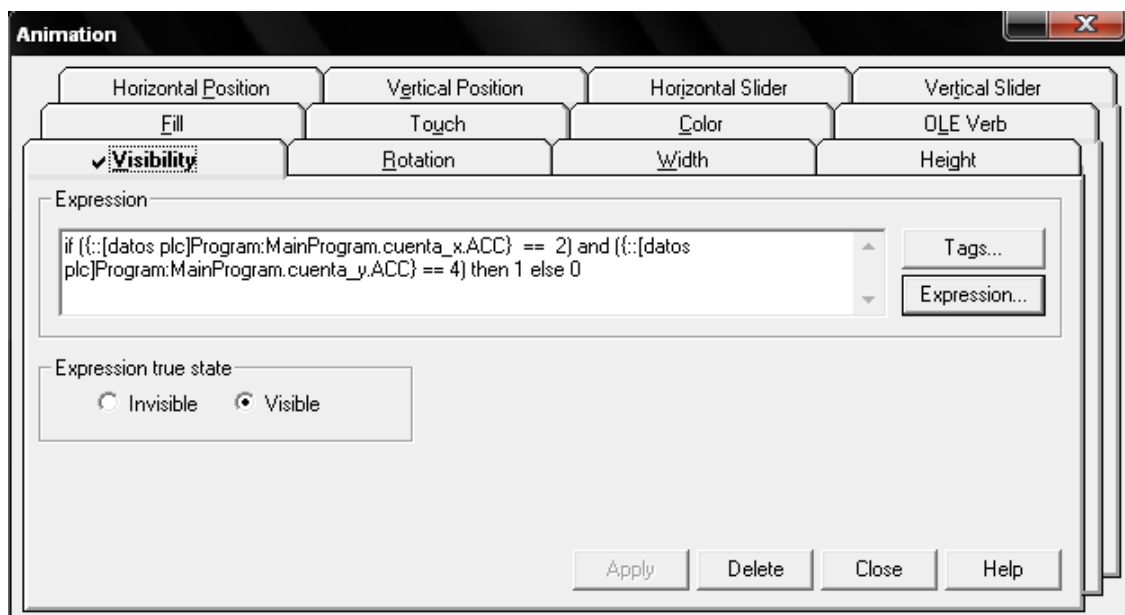 Animation
Horizontal Position
Vertical Position
Horizontal Slider
Vertical Slider
Fill
Touch
Color
OLE Verb
Visibility
Rotation
Width
Height
Expression
if ({::[datos plc]Program:MainProgram.cuenta_x.ACC}  ==  2) and ({::[datos
plc]Program:MainProgram.cuenta_y.ACC} == 4) then 1 else 0
Tags...
Expression...
Expression true state
Invisible
Visible
Apply
Delete
Close
Help